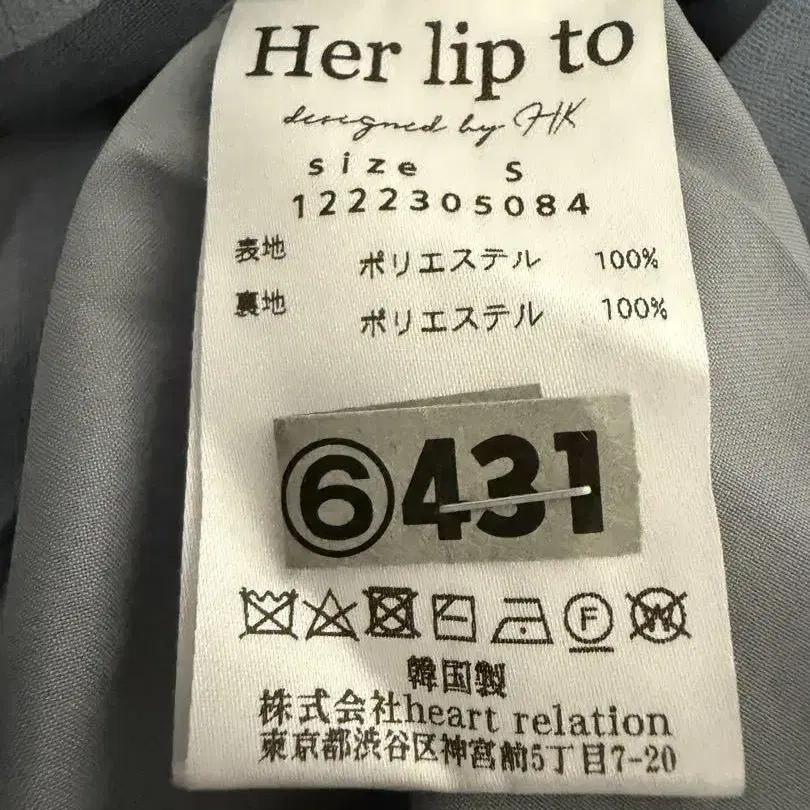 Her lip to
designed by HK
size S
1222305084
表地 ポリエステル 100%
裏地 ポリエステル 100%
⑥431
F W
韓国製
株式会社heart relation
東京都渋谷区神宮前5丁目7-20